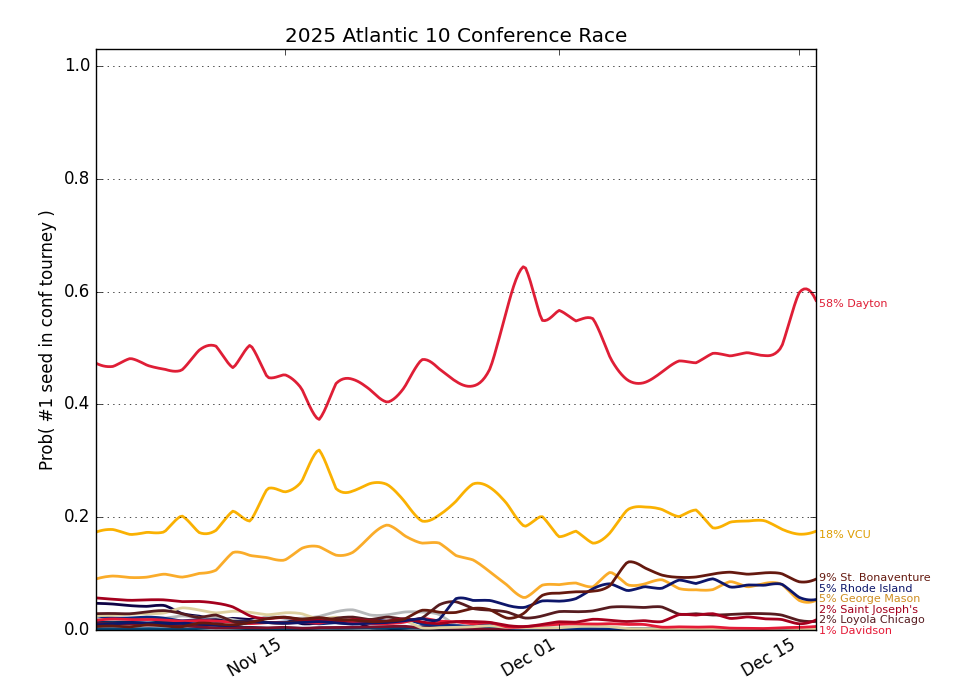 2025 Atlantic 10 Conference Race
Prob( #1 seed in conf tourney )
1.0
0.8
0.6
0.4
0.2
0.0
Nov 15
Dec 01
Dec 15
58% Dayton
18% VCU
9% St. Bonaventure
5% Rhode Island
5% George Mason
2% Saint Joseph's
2% Loyola Chicago
1% Davidson